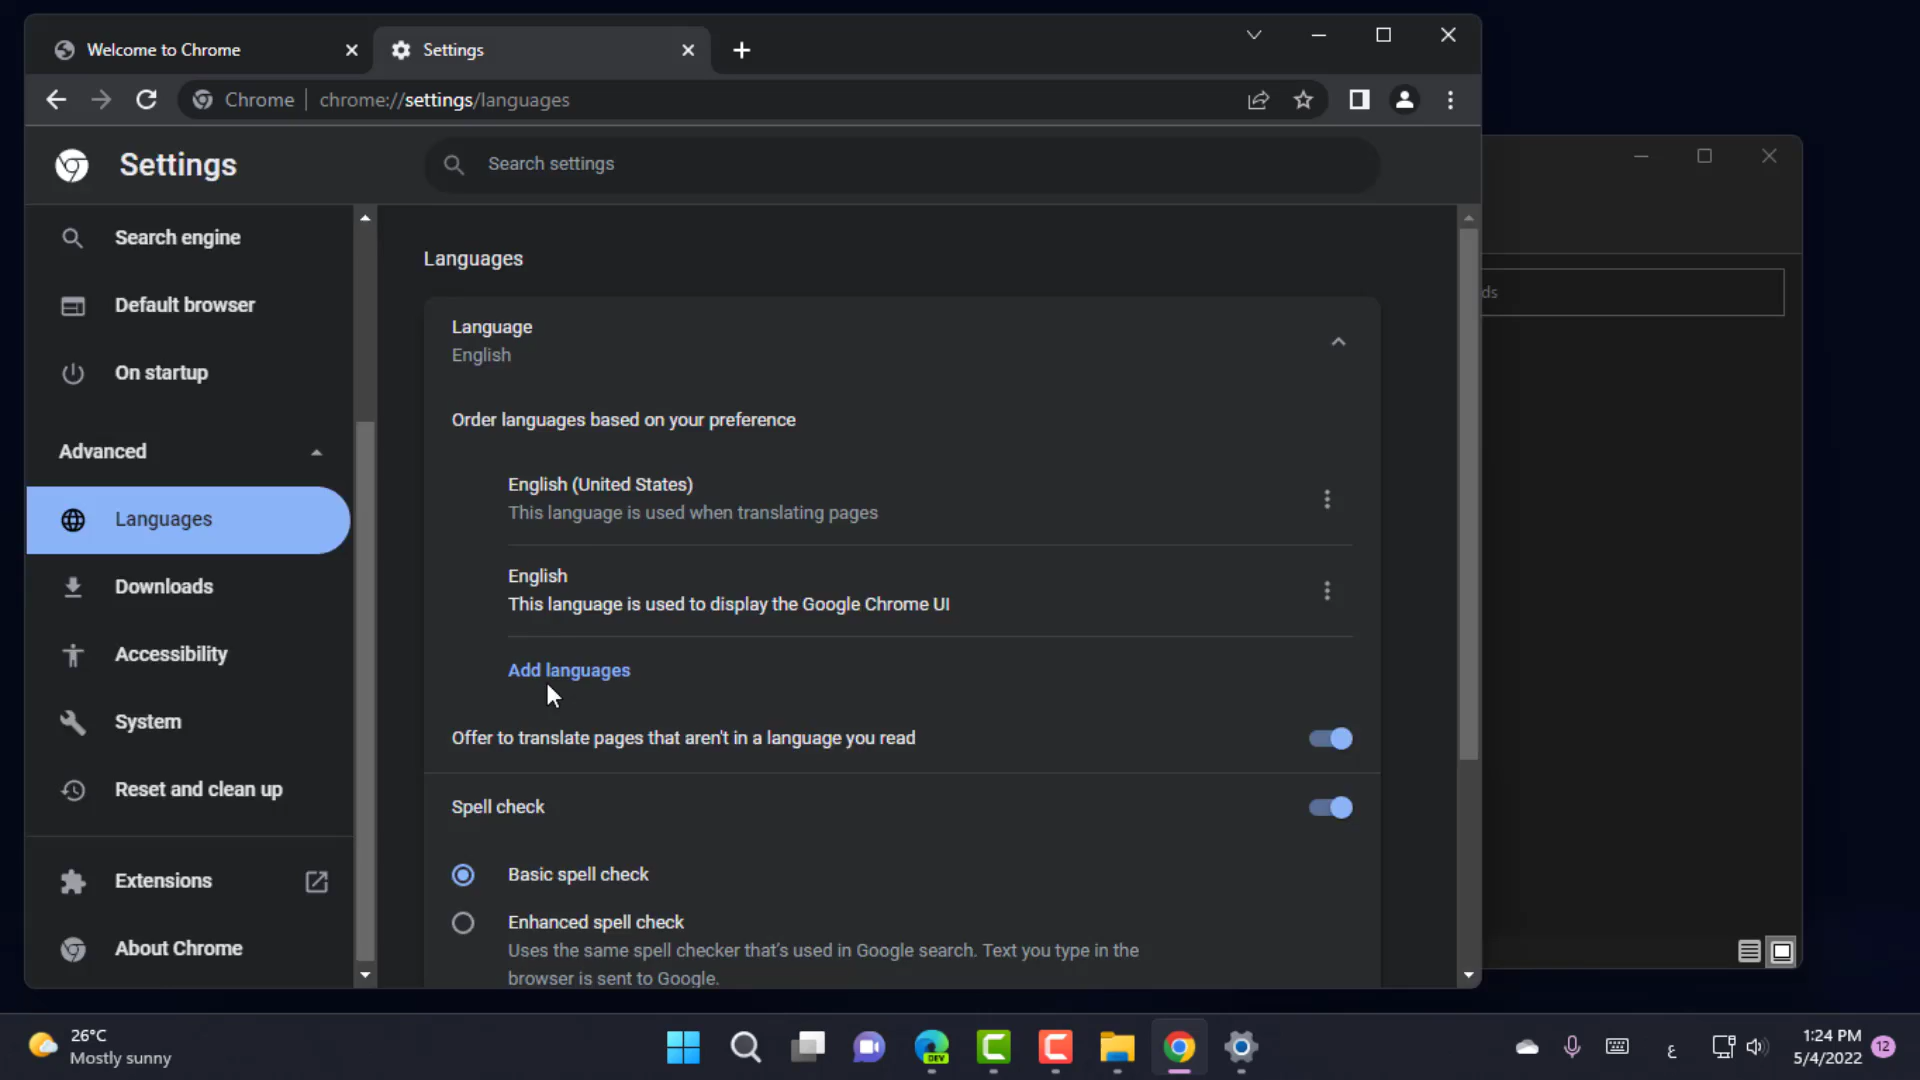 Welcome to Chrome
Settings
Chrome
chrome://settings/languages
Settings
Search settings
Search engine
Default browser
On startup
Advanced
Languages
Downloads
Accessibility
System
Reset and clean up
Extensions
About Chrome
Languages
Language
English
Order languages based on your preference
English (United States)
This language is used when translating pages
English
This language is used to display the Google Chrome UI
Add languages
Offer to translate pages that aren't in a language you read
Spell check
Basic spell check
Enhanced spell check
Uses the same spell checker that's used in Google search. Text you type in the
browser is sent to Google.
ds
26°C
Mostly sunny
DEV
ع
1:24 PM
5/4/2022
12